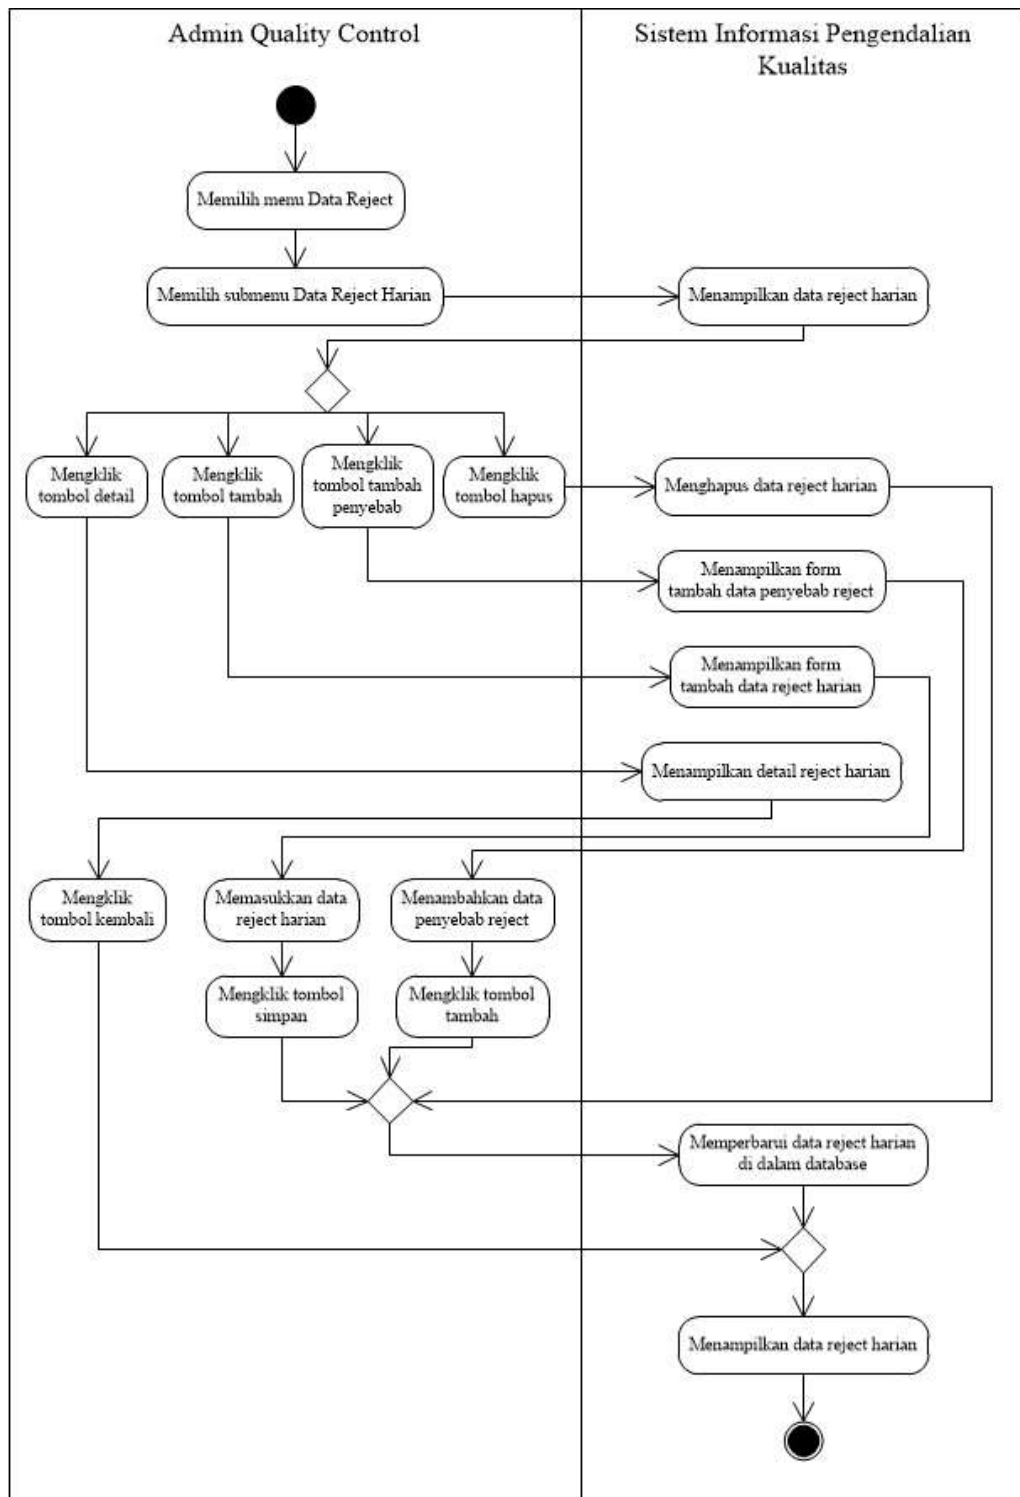 Admin Quality Control
Sistem Informasi Pengendalian
Kualitas
Memilih menu Data Reject
Memilih submenu Data Reject Harian
Menampilkan data reject harian
Mengklik
tombol detail
Mengklik
tombol tambah
Mengklik
tombol tambah
penyebab
Mengklik
tombol hapus
Menghapus data reject harian
Menampilkan form
tambah data penyebab reject
Menampilkan form
tambah data reject harian
Menampilkan detail reject harian
Mengklik
tombol kembali
Memasukkan data
reject harian
Menambahkan data
penyebab reject
Mengklik tombol
simpan
Mengklik tombol
tambah
Memperbarui data reject harian
di dalam database
Menampilkan data reject harian